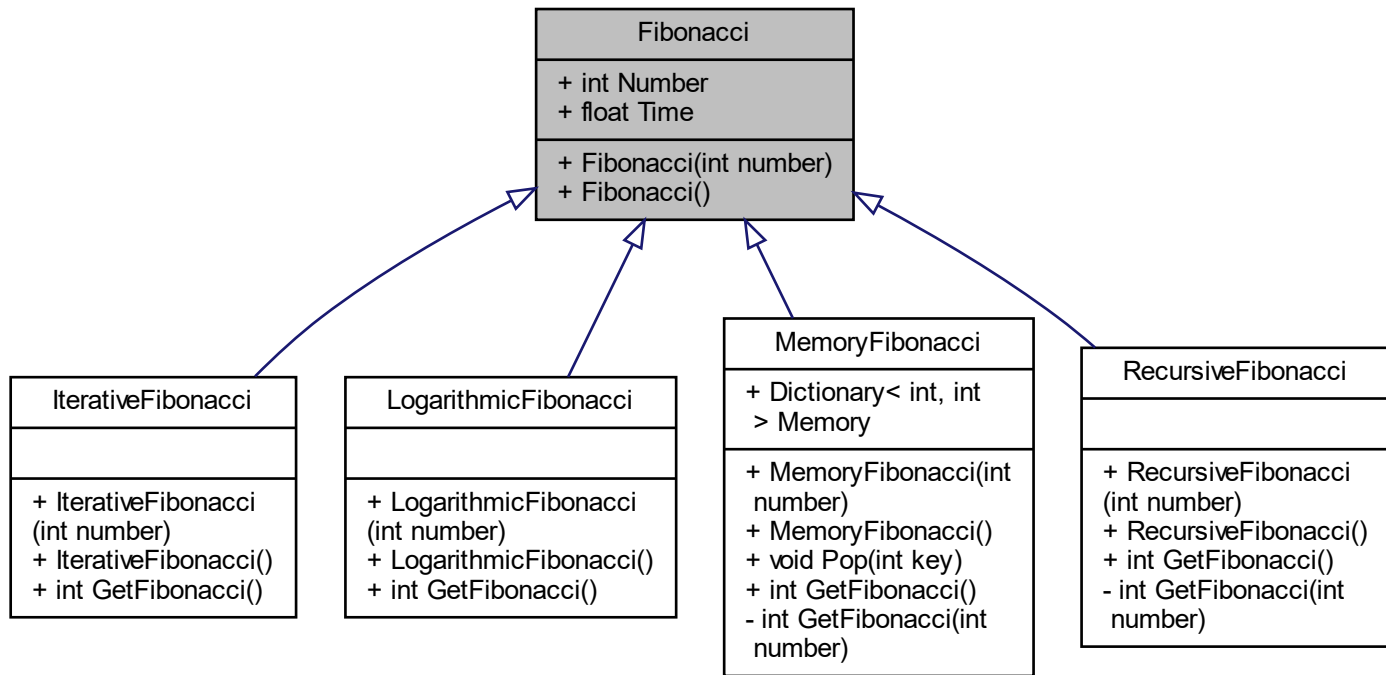 Fibonacci
+ int Number
+ float Time
+ Fibonacci(int number)
+ Fibonacci()
IterativeFibonacci
+ IterativeFibonacci
(int number)
+ IterativeFibonacci()
+ int GetFibonacci()
LogarithmicFibonacci
+ LogarithmicFibonacci
(int number)
+ LogarithmicFibonacci()
+ int GetFibonacci()
MemoryFibonacci
+ Dictionary< int, int
> Memory
+ MemoryFibonacci(int
number)
+ MemoryFibonacci()
+ void Pop(int key)
+ int GetFibonacci()
- int GetFibonacci(int
number)
RecursiveFibonacci
+ RecursiveFibonacci
(int number)
+ RecursiveFibonacci()
+ int GetFibonacci()
- int GetFibonacci(int
number)